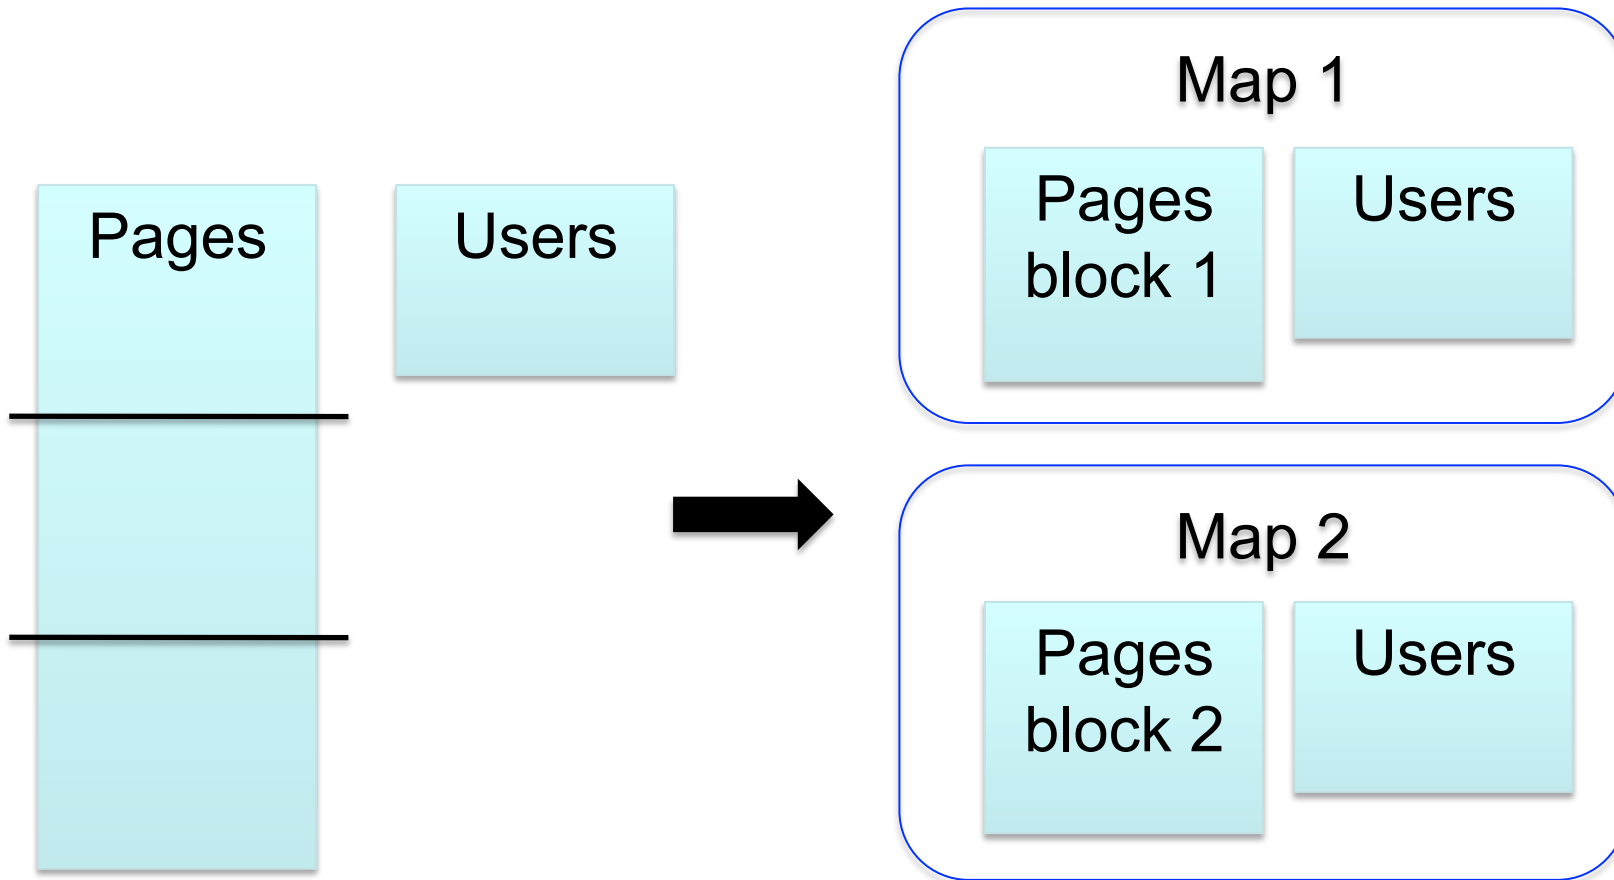 Pages
Users
Map 1
Pages
block 1
Users
Map 2
Pages
block 2
Users